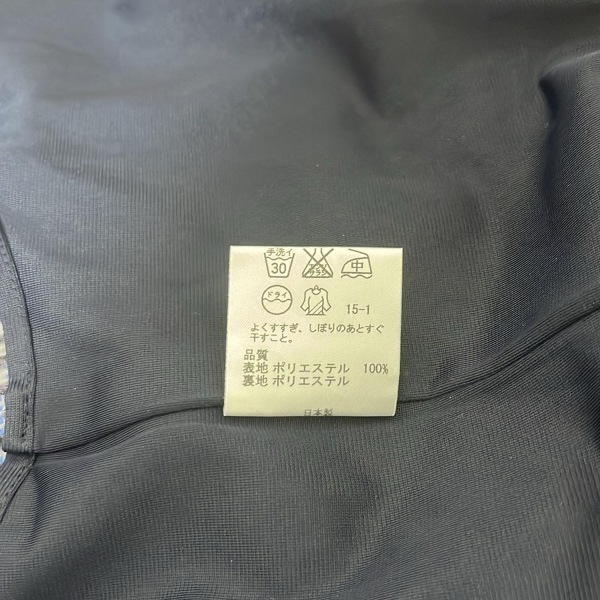 手洗イ
30
中
ドライ
15-1
よくすすぎ、しぼりのあとすぐ
干すこと。
品質
表地 ポリエステル 100%
裏地 ポリエステル
日本製